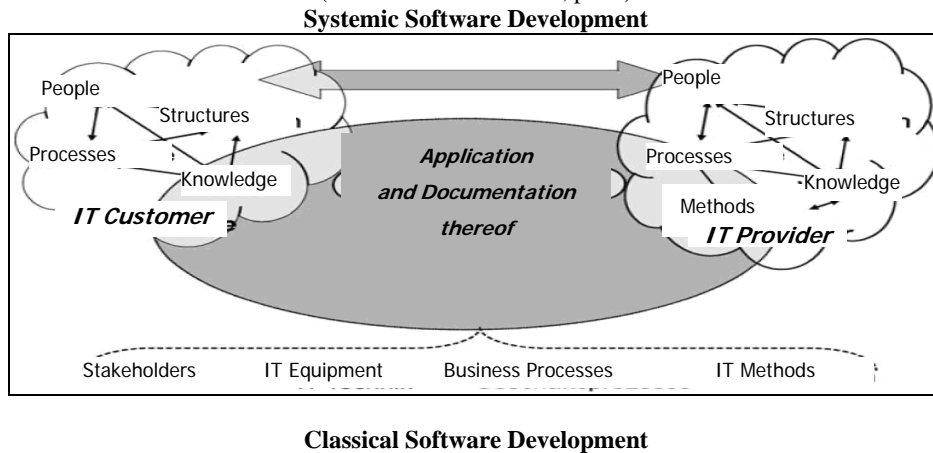 Systemic Software Development
People
Structures
Processes
Knowledge
IT Customer
Application
and Documentation
thereof
People
Structures
Processes
Knowledge
Methods
IT Provider
Stakeholders IT Equipment Business Processes IT Methods
Classical Software Development